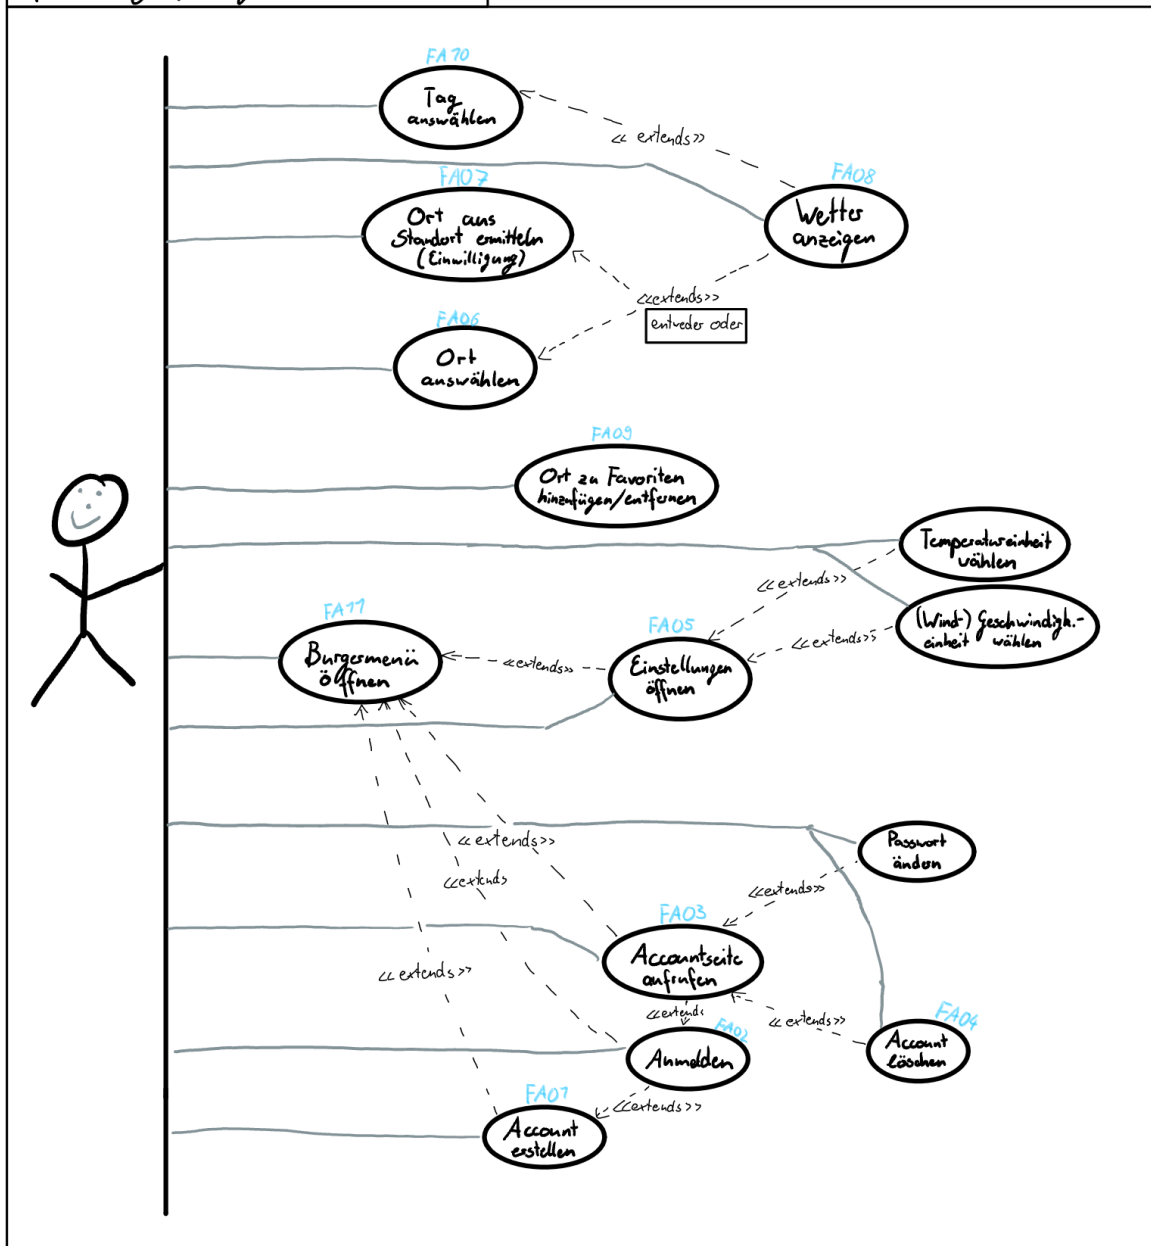 FA10
Tag
auswählen
<< extends >>
FA07
FA08
Ort aus
Standort ermitteln
(Einwilligung)
Wetter
anzeigen
<<extends>>
entweder oder
FA06
Ort
auswählen
FA09
Ort zu Favoriten
hinzufügen/entfernen
Temperatureinheit
wählen
<<extends>>
(Wind-) Geschwindigk.-
einheit wählen
FA11
FA05
<<extends>>
Burgermenü
öffnen
<<extends>>
Einstellungen
öffnen
<<extends>>
Passwort
ändern
<<extends
<<extends>>
FA03
Accountseite
aufrufen
<< extends >>
<<extends
<<extends>>
FA04
FA02
Account
löschen
Anmelden
FA01
<<extends>>
Account
erstellen